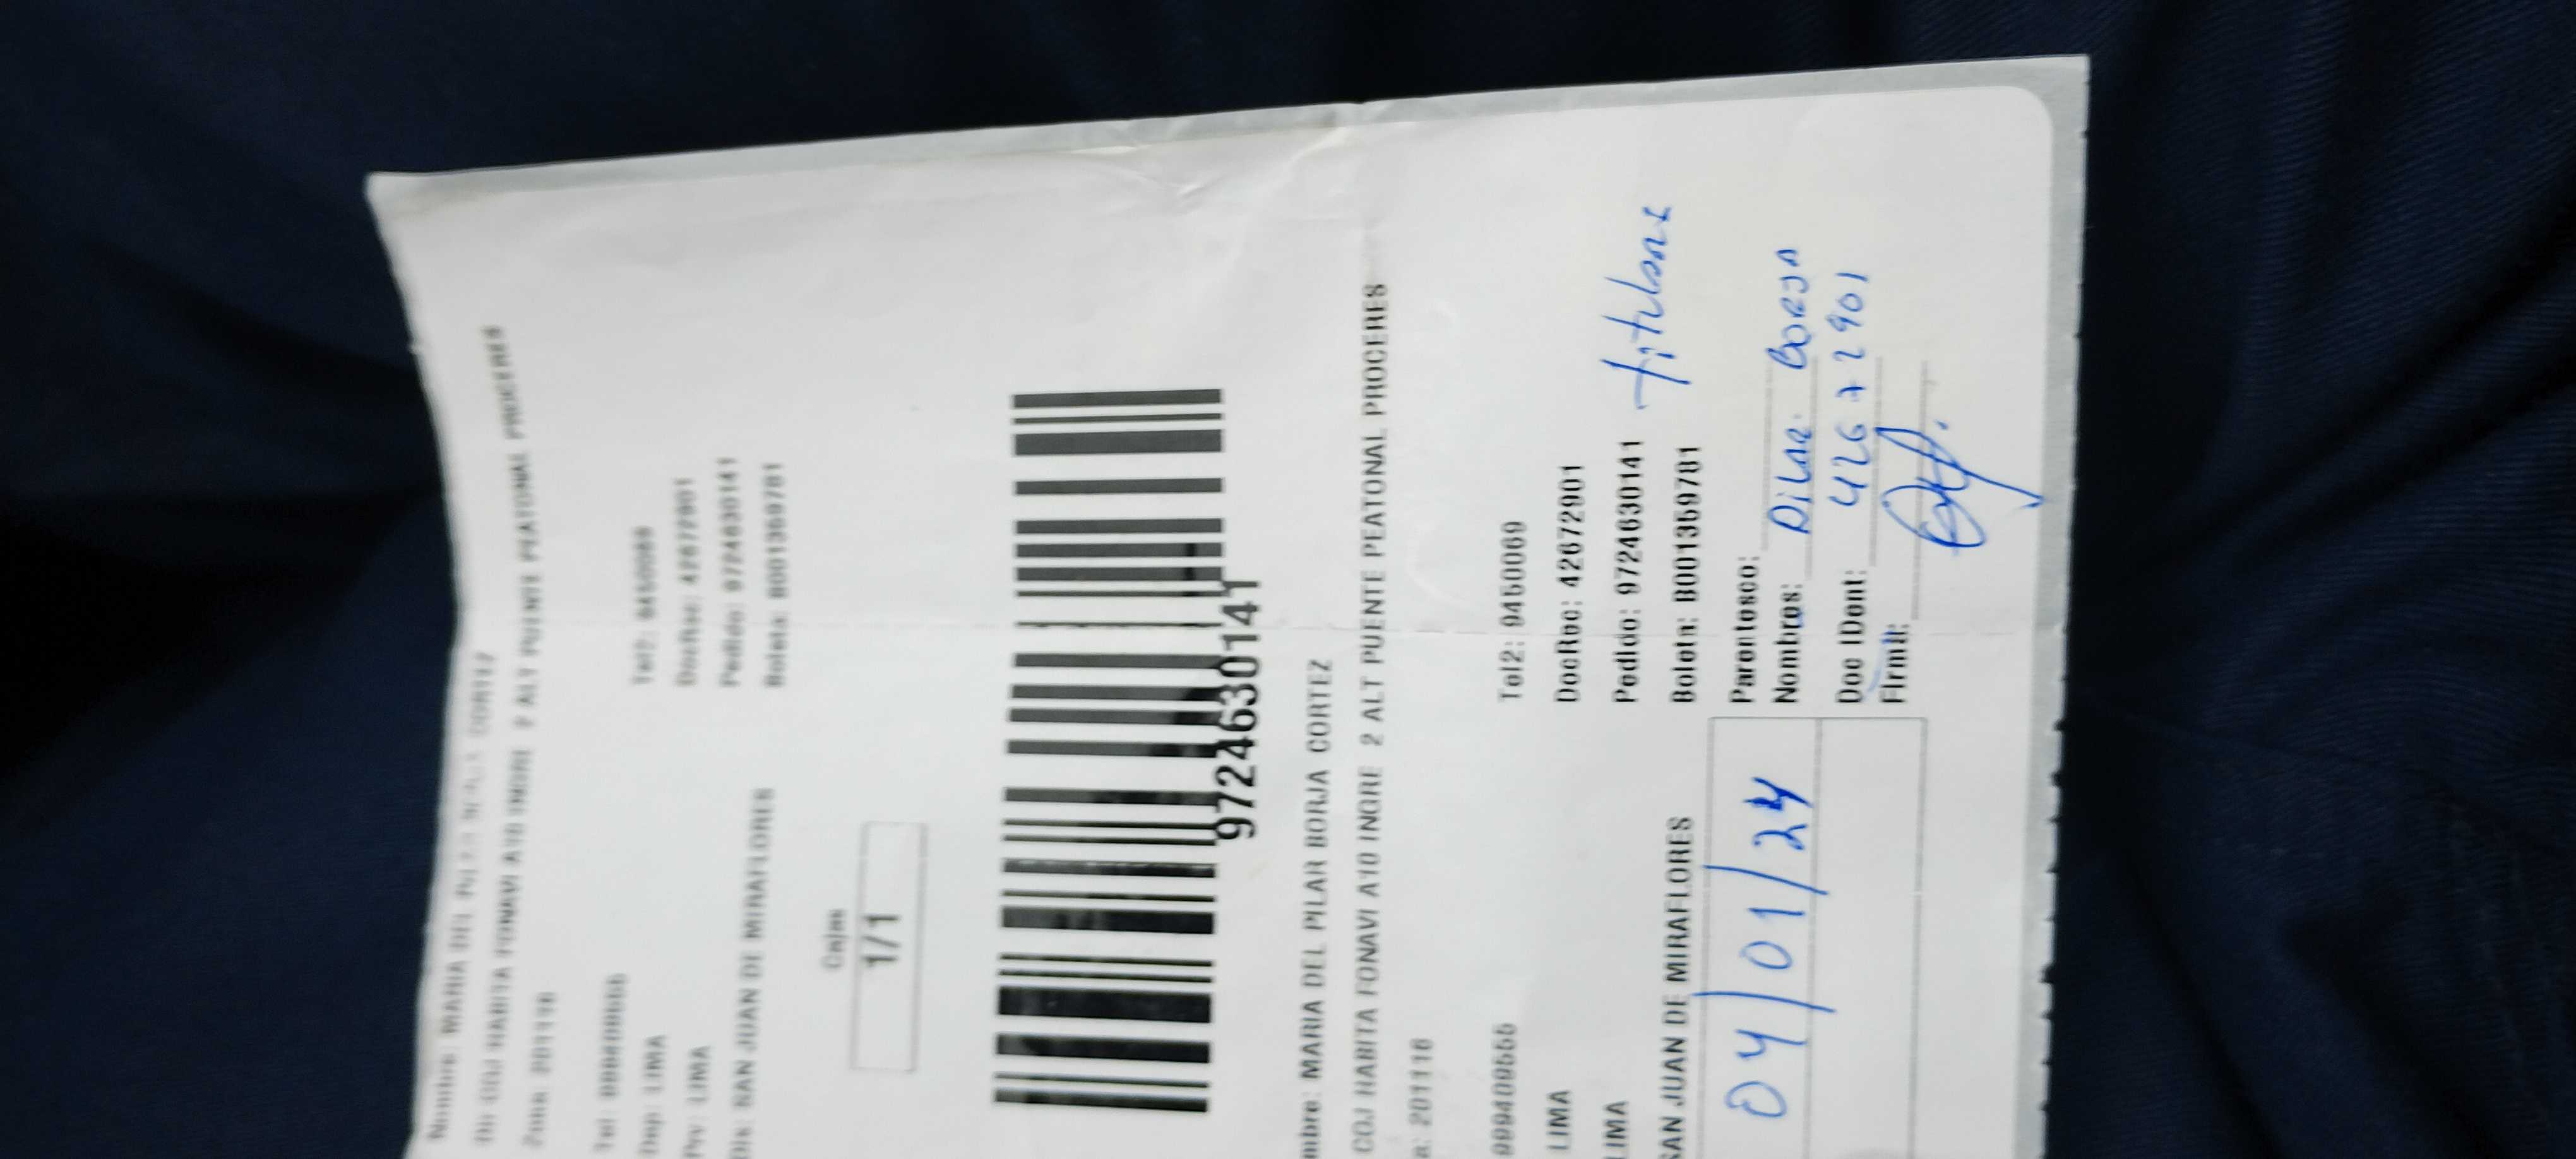 Nombre: MARIA DEL PILAR BORJA CORTEZ
COJ HABITA FONAVI A10 INGRE 2 ALT PUENTE PEATONAL PROCERES
Zona: 201116
Tel: 999409555 Tel2: 9450069
Dep: LIMA DocRec: 42672901
Prv: LIMA Pedido: 9724630141
Dis: SAN JUAN DE MIRAFLORES Boleta: B001359781
Cajas
1/1
9724630141
mbre: MARIA DEL PILAR BORJA CORTEZ
COJ HABITA FONAVI A10 INGRE 2 ALT PUENTE PEATONAL PROCERES
a: 201116
999409555 Tel2: 9450069
LIMA DocRec: 42672901
LIMA Pedido: 9724630141 titular
SAN JUAN DE MIRAFLORES Boleta: B001359781
04/01/24 Parentesco:
Nombres: Pilar Borja
Doc IDent: 42672901
Firma: